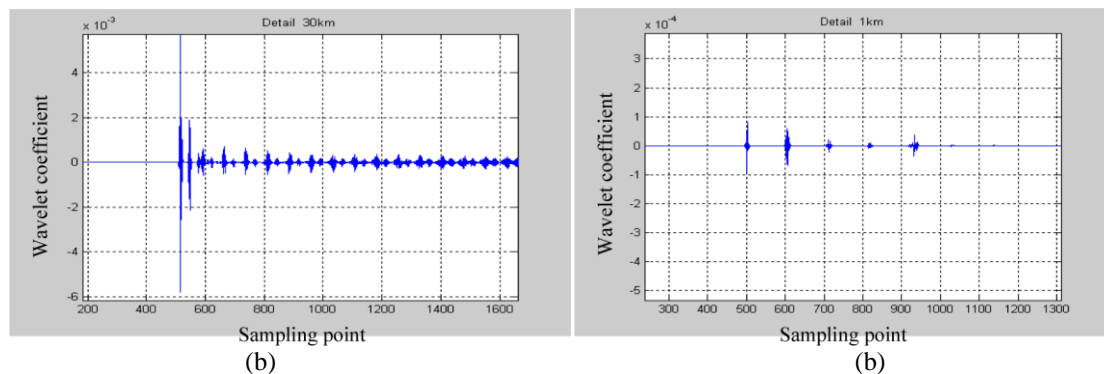 x 10⁻³
Detail 30km
Wavelet coefficient
4
2
0
-2
-4
-6
200 400 600 800 1000 1200 1400 1600
Sampling point
(b)
x 10⁻⁴
Detail 1km
Wavelet coefficient
3
2
1
0
-1
-2
-3
-4
-5
300 400 500 600 700 800 900 1000 1100 1200 1300
Sampling point
(b)